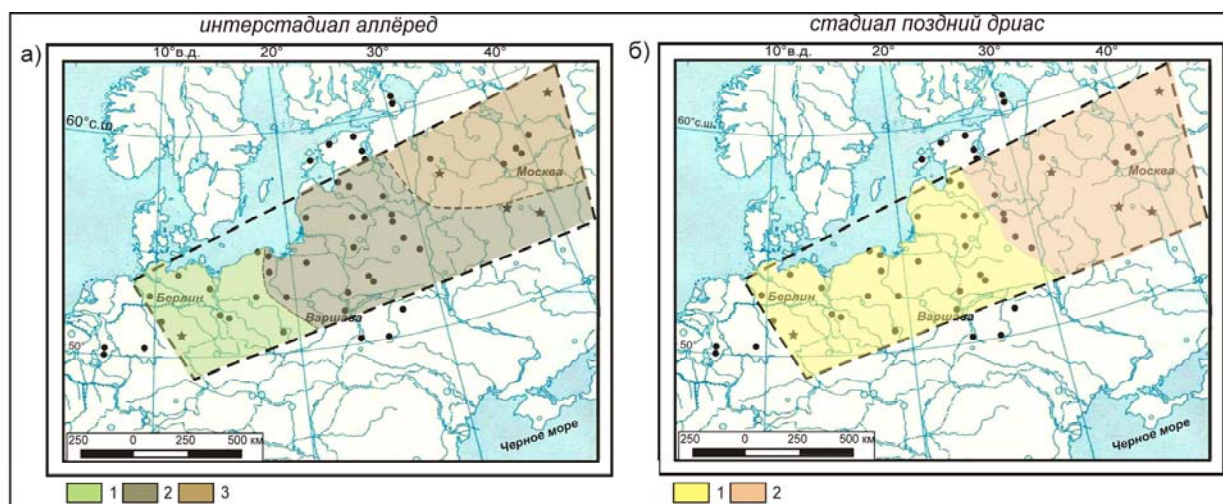 интерстадиал аллёред
стадиал поздний дриас
а)
10°в.д. 20° 30° 40°
60°с.ш.
Москва
Берлин
Варшава
50°
Черное море
250 0 250 500 км
1 2 3
б)
10°в.д. 20° 30° 40°
60°с.ш.
Москва
Берлин
Варшава
50°
Черное море
250 0 250 500 км
1 2